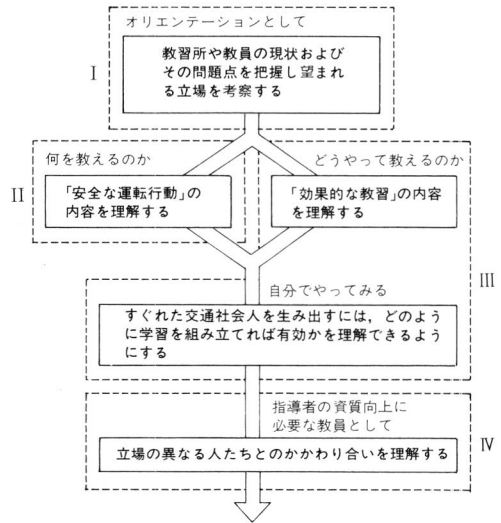 オリエンテーションとして
教習所や教員の現状および
その問題点を把握し望まれ
る立場を考察する
I
何を教えるのか
「安全な運転行動」の
内容を理解する
II
どうやって教えるのか
「効果的な教習」の内容
を理解する
III
自分でやってみる
すぐれた交通社会人を生み出すには,どのよう
に学習を組み立てれば有効かを理解できるよう
にする
指導者の資質向上に
必要な教員として
立場の異なる人たちとのかかわり合いを理解する
IV